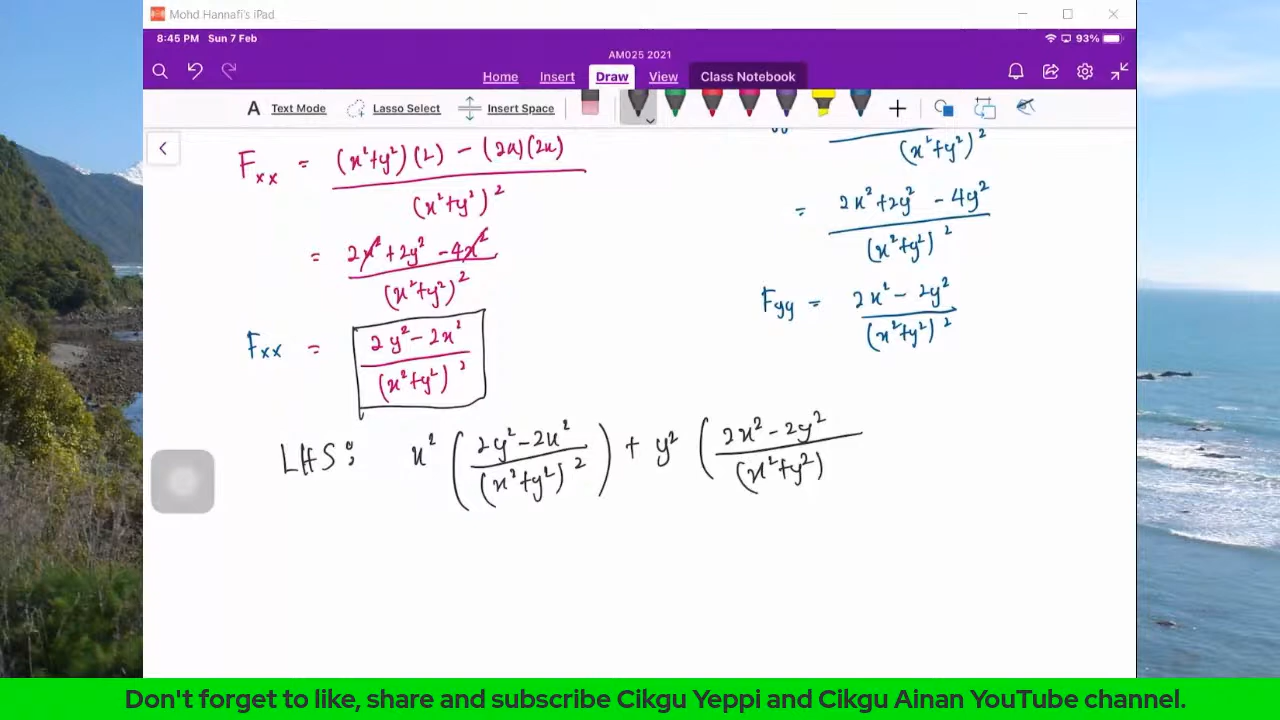 Mohd Hannafi's iPad
8:45 PM Sun 7 Feb
93%
AM025 2021
Home Insert Draw View Class Notebook
A Text Mode Lasso Select Insert Space
Fxx = (x²+y²)(2) - (2x)(2x)
(x²+y²)²
= 2x² + 2y² - 4x²
(x²+y²)²
Fxx = 2y² - 2x²
(x²+y²)²
(x²+y²)²
= 2x² + 2y² - 4y²
(x²+y²)²
Fyy = 2x² - 2y²
(x²+y²)²
LHS: x² ( 2y² - 2x² ) + y² ( 2x² - 2y²
(x²+y²)² (x²+y²)
Don't forget to like, share and subscribe Cikgu Yeppi and Cikgu Ainan YouTube channel.